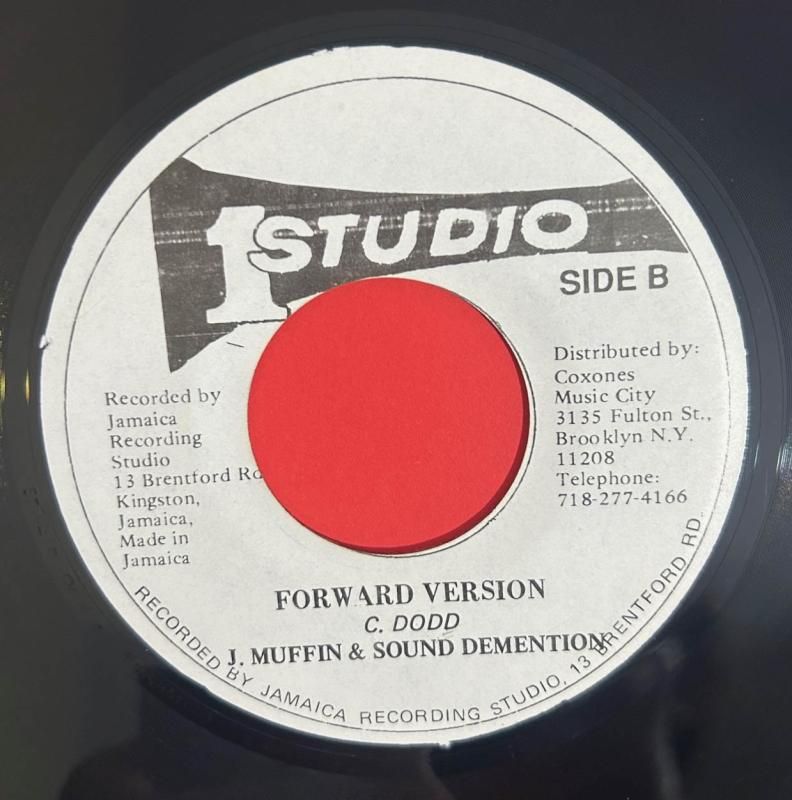 1 STUDIO
SIDE B
Recorded by
Jamaica
Recording
Studio
13 Brentford Rd
Kingston,
Jamaica,
Made in
Jamaica
Distributed by:
Coxones
Music City
3135 Fulton St.,
Brooklyn N.Y.
11208
Telephone:
718-277-4166
FORWARD VERSION
C. DODD
J. MUFFIN & SOUND DEMENTION
RECORDED BY JAMAICA RECORDING STUDIO, 13 BRENTFORD RD.